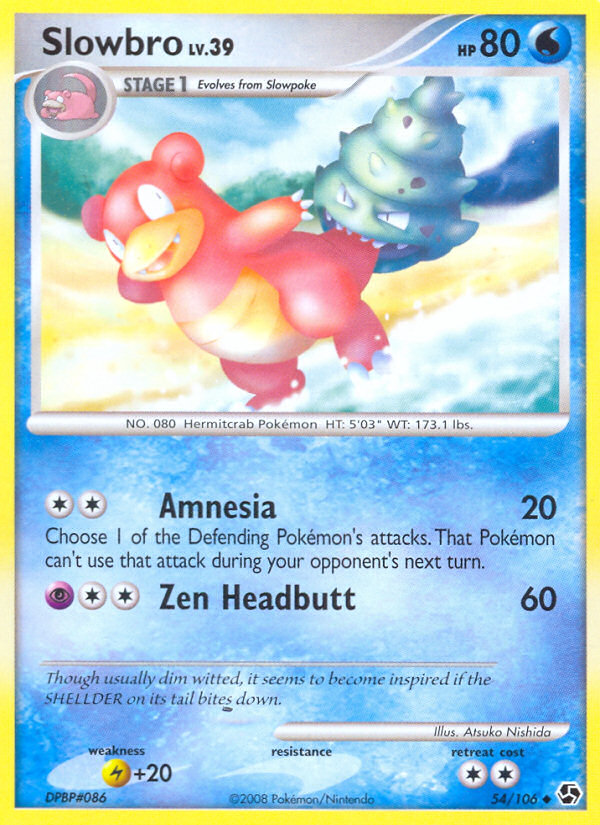 Slowbro LV.39
HP 80
STAGE 1 Evolves from Slowpoke
NO. 080 Hermitcrab Pokémon HT: 5'03" WT: 173.1 lbs.
Amnesia 20
Choose 1 of the Defending Pokémon's attacks. That Pokémon
can't use that attack during your opponent's next turn.
Zen Headbutt 60
Though usually dim witted, it seems to become inspired if the
SHELLDER on its tail bites down.
Illus. Atsuko Nishida
weakness resistance retreat cost
+20
DPBP#086 ©2008 Pokémon/Nintendo 54/106